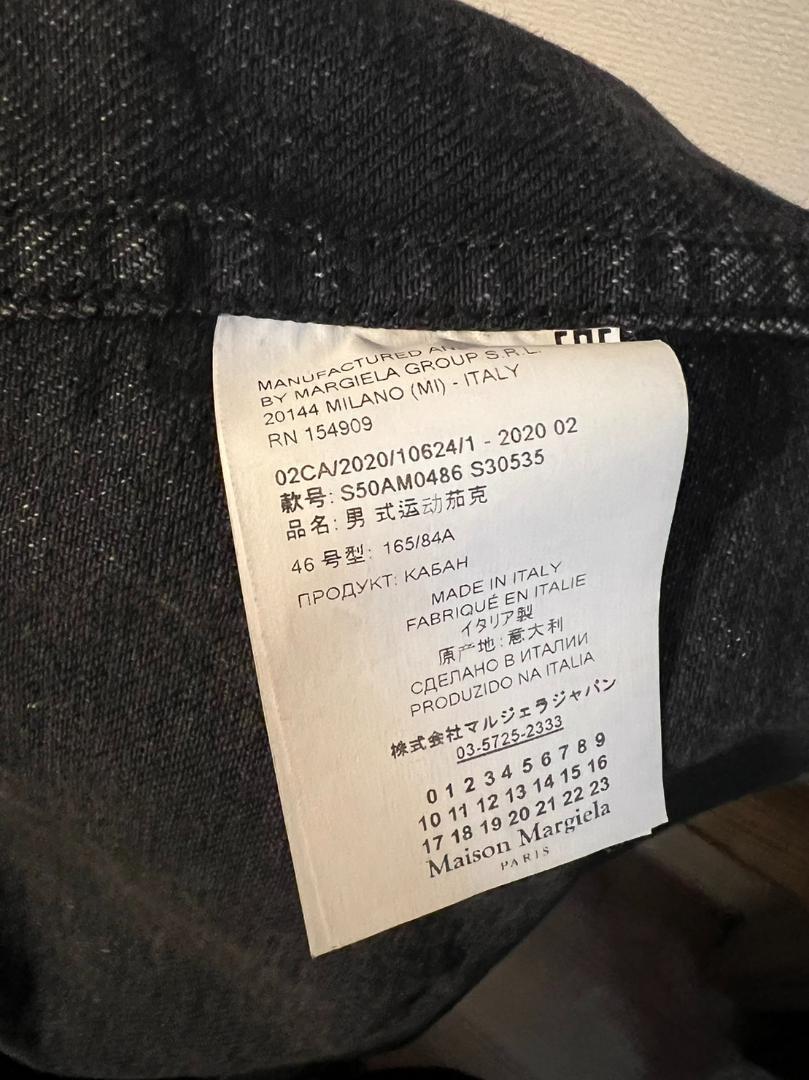 EAC
MANUFACTURED
BY MARGIELA GROUP S.R.L.
20144 MILANO (MI) - ITALY
RN 154909
02CA/2020/10624/1 - 2020 02
款号: S50AM0486 S30535
品名: 男 式运动茄克
46 号型: 165/84A
ПРОДУКТ: КАБАН
MADE IN ITALY
FABRIQUÉ EN ITALIE
イタリア製
原产地: 意大利
СДЕЛАНО В ИТАЛИИ
PRODUZIDO NA ITALIA
株式会社マルジェラジャパン
03-5725-2333
0 1 2 3 4 5 6 7 8 9
10 11 12 13 14 15 16
17 18 19 20 21 22 23
Maison Margiela
PARIS